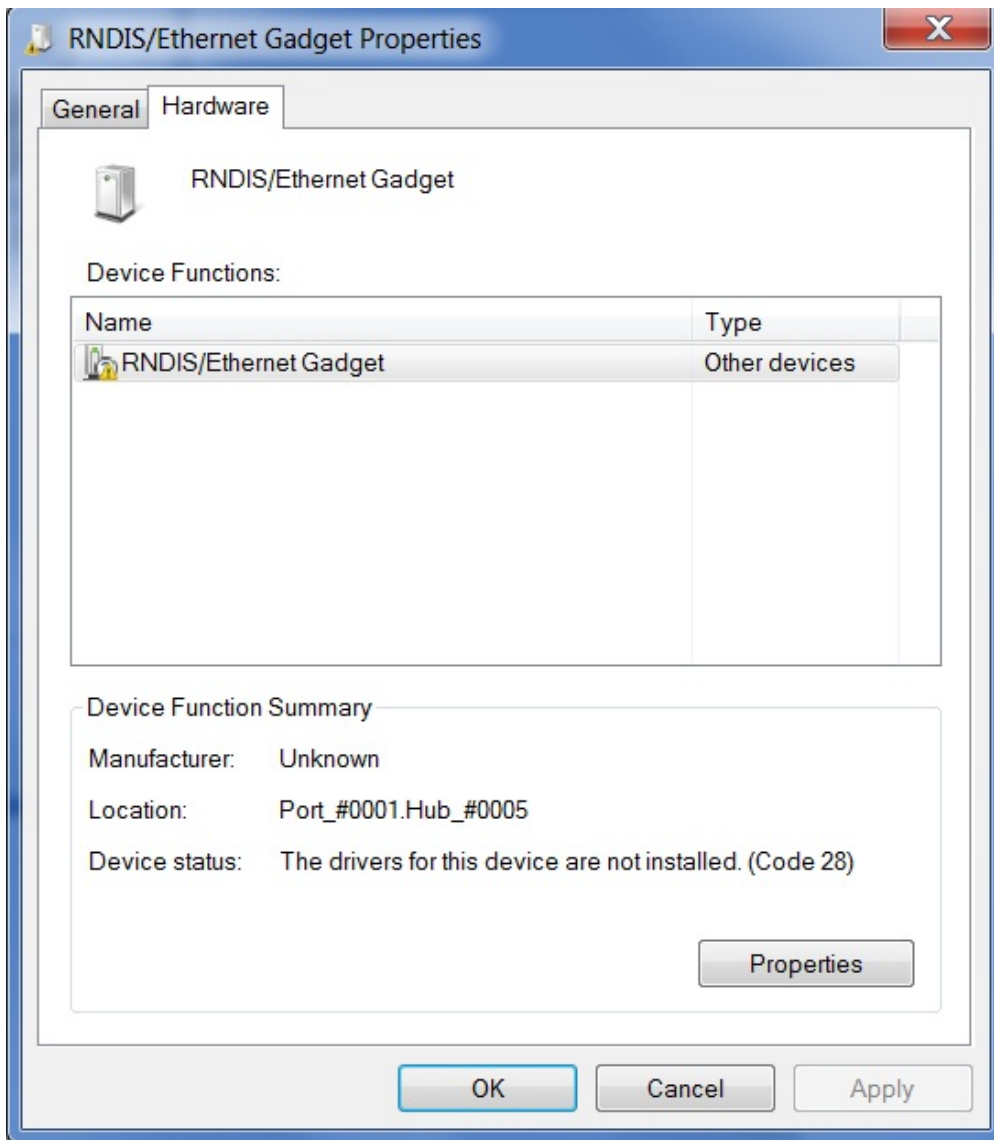 RNDIS/Ethernet Gadget Properties
X
General Hardware
RNDIS/Ethernet Gadget
Device Functions:
Name Type
RNDIS/Ethernet Gadget Other devices
Device Function Summary
Manufacturer: Unknown
Location: Port_#0001.Hub_#0005
Device status: The drivers for this device are not installed. (Code 28)
Properties
OK Cancel Apply